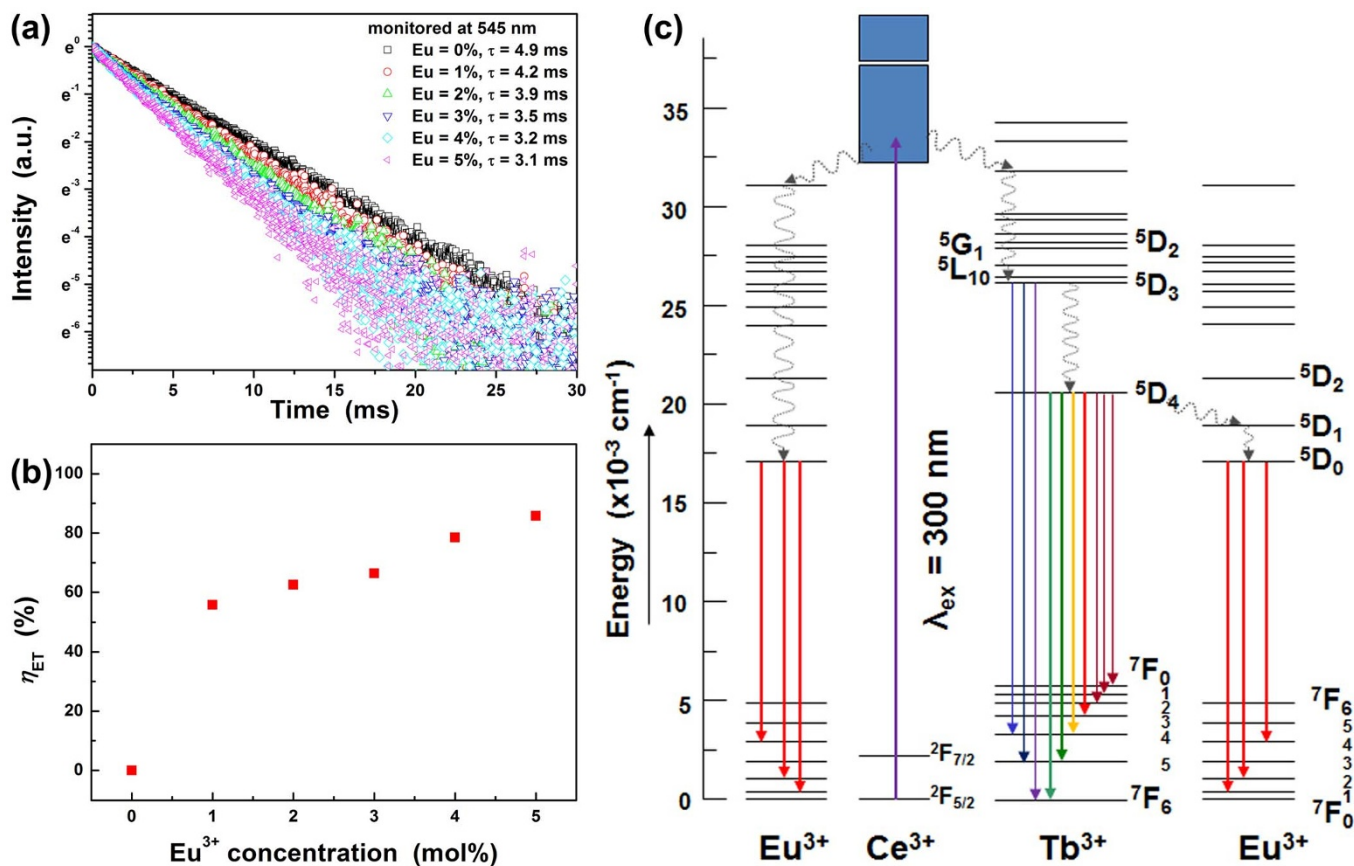 (a)
monitored at 545 nm
Eu = 0%, τ = 4.9 ms
Eu = 1%, τ = 4.2 ms
Eu = 2%, τ = 3.9 ms
Eu = 3%, τ = 3.5 ms
Eu = 4%, τ = 3.2 ms
Eu = 5%, τ = 3.1 ms
e⁰
e⁻¹
e⁻²
e⁻³
e⁻⁴
e⁻⁵
e⁻⁶
Intensity (a.u.)
0 5 10 15 20 25 30
Time (ms)
(b)
100
80
60
40
20
0
ηET (%)
0 1 2 3 4 5
Eu³⁺ concentration (mol%)
(c)
35
30
25
20
15
10
5
0
Energy (x10⁻³ cm⁻¹)
λex = 300 nm
²F7/2
²F5/2
⁵G1
⁵L10
⁵D2
⁵D3
⁵D4
⁷F0
1
2
3
4
5
⁷F6
⁵D2
⁵D1
⁵D0
⁷F6
5
4
3
2
1
⁷F0
Eu³⁺ Ce³⁺ Tb³⁺ Eu³⁺